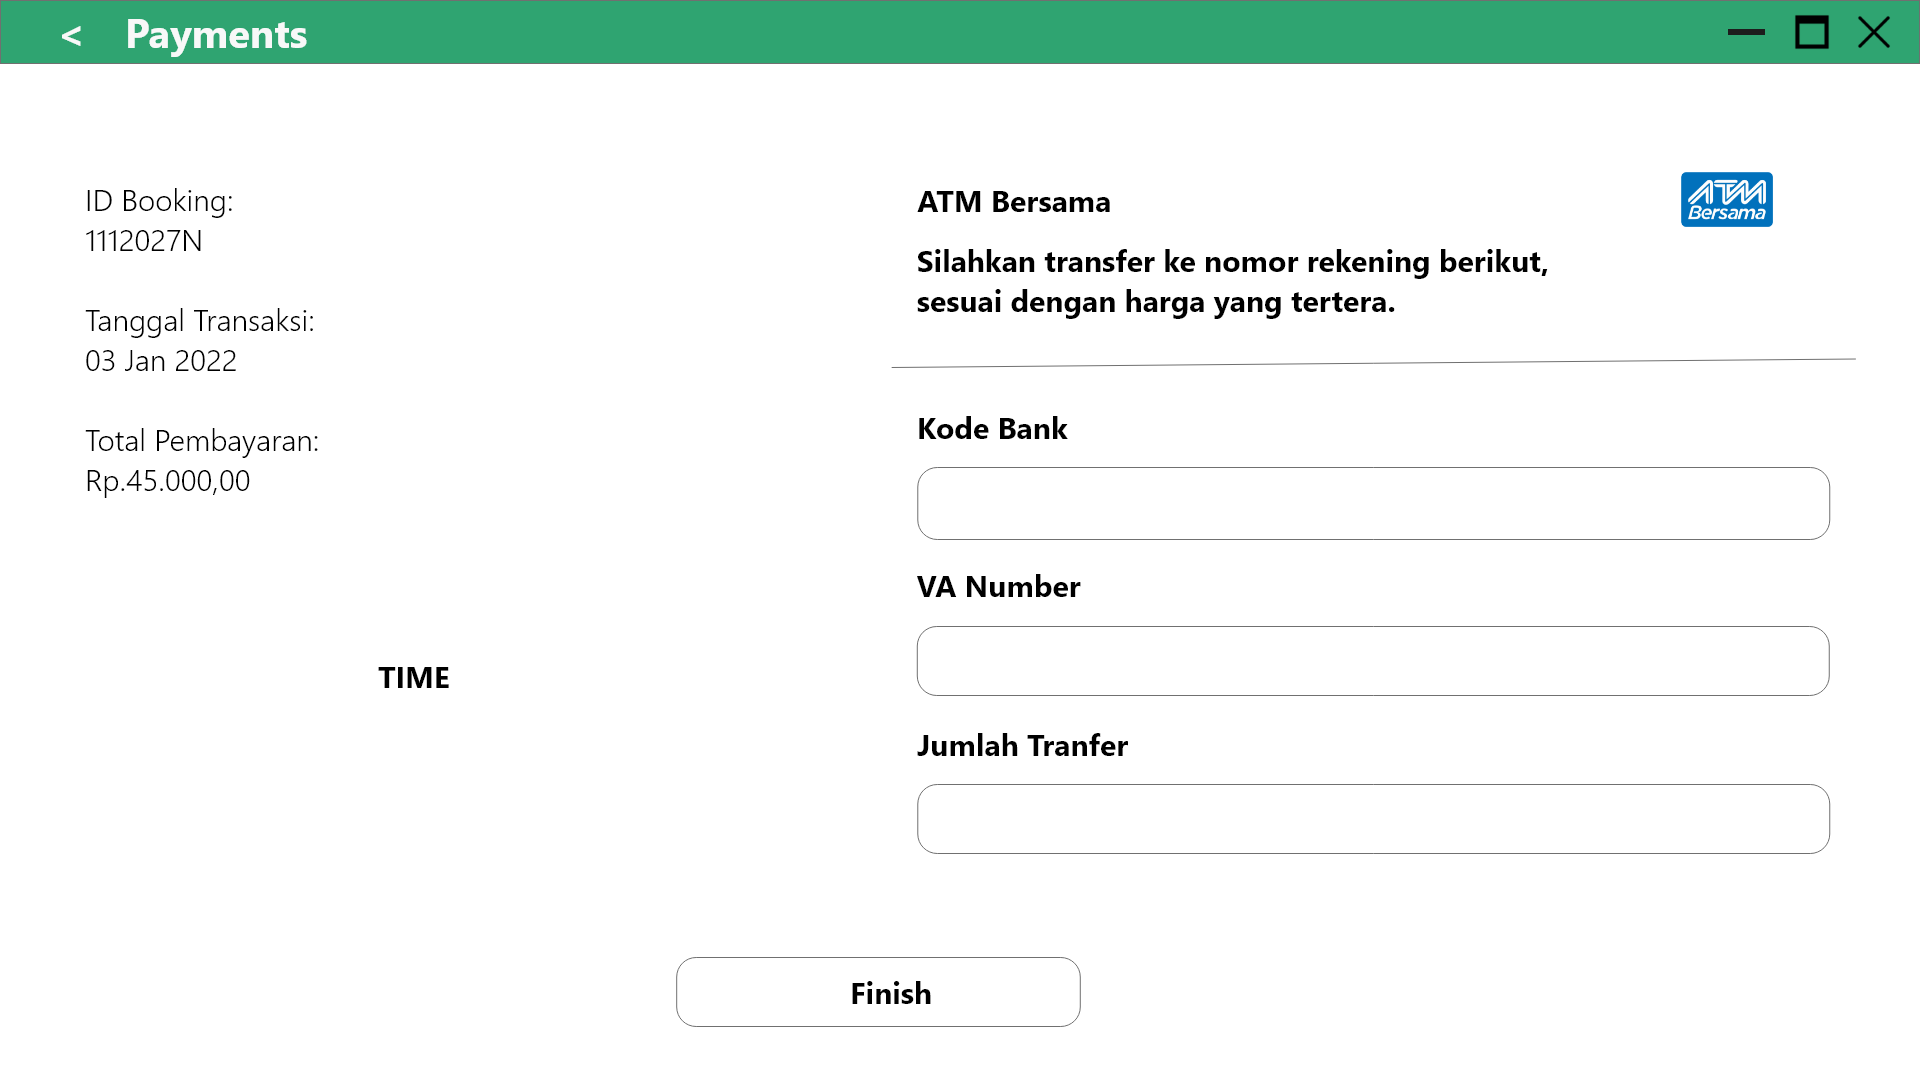 < Payments
ID Booking:
1112027N
Tanggal Transaksi:
03 Jan 2022
Total Pembayaran:
Rp.45.000,00
TIME
ATM Bersama
ATM
Bersama
Silahkan transfer ke nomor rekening berikut,
sesuai dengan harga yang tertera.
Kode Bank
VA Number
Jumlah Tranfer
Finish